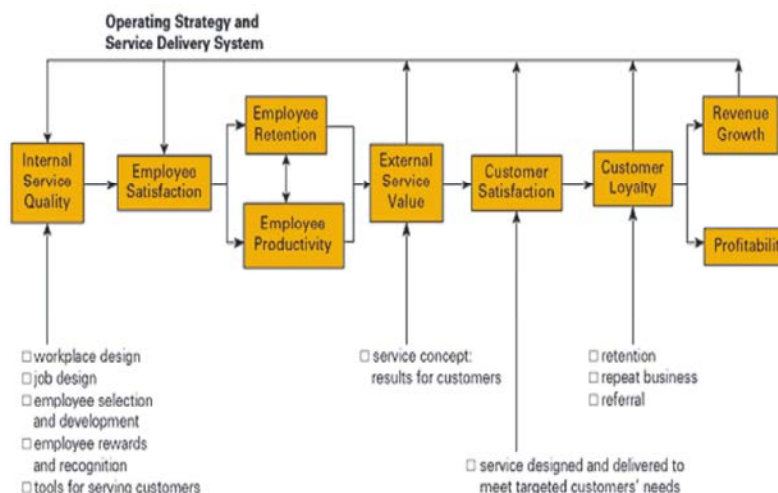 Operating Strategy and
Service Delivery System
Internal
Service
Quality
Employee
Satisfaction
Employee
Retention
Employee
Productivity
External
Service
Value
Customer
Satisfaction
Customer
Loyalty
Revenue
Growth
Profitabilit
□ workplace design
□ job design
□ employee selection
and development
□ employee rewards
and recognition
□ tools for serving customers
□ service concept:
results for customers
□ retention
□ repeat business
□ referral
□ service designed and delivered to
meet targeted customers' needs